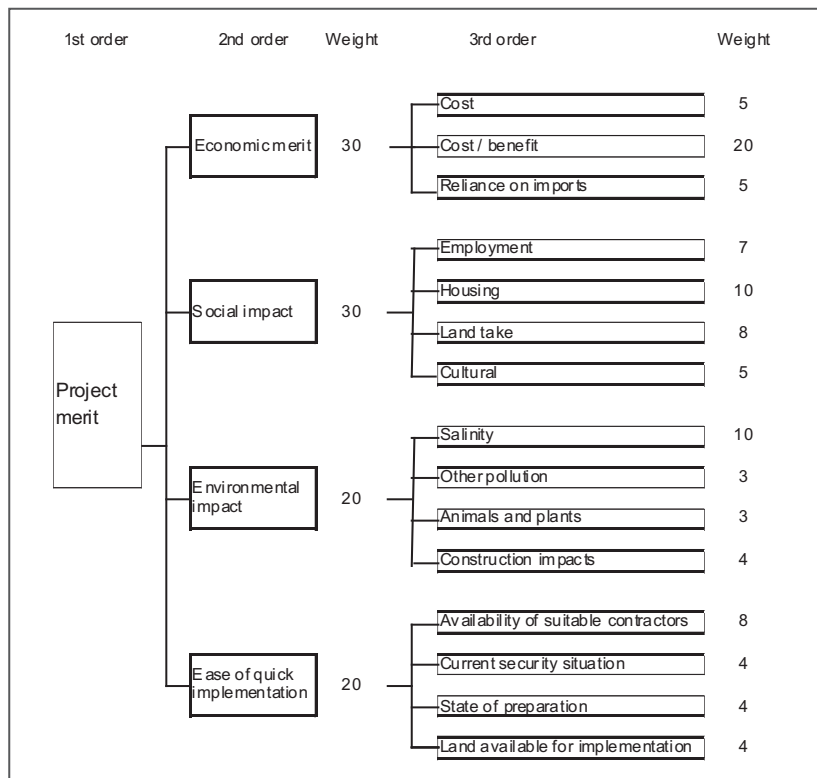 1st order 2nd order Weight 3rd order Weight
Cost 5
Economic merit 30 Cost / benefit 20
Reliance on imports 5
Employment 7
Housing 10
Social impact 30 Land take 8
Cultural 5
Project
merit
Salinity 10
Other pollution 3
Environmental
impact 20
Animals and plants 3
Construction impacts 4
Availability of suitable contractors 8
Current security situation 4
Ease of quick
implementation 20
State of preparation 4
Land available for implementation 4